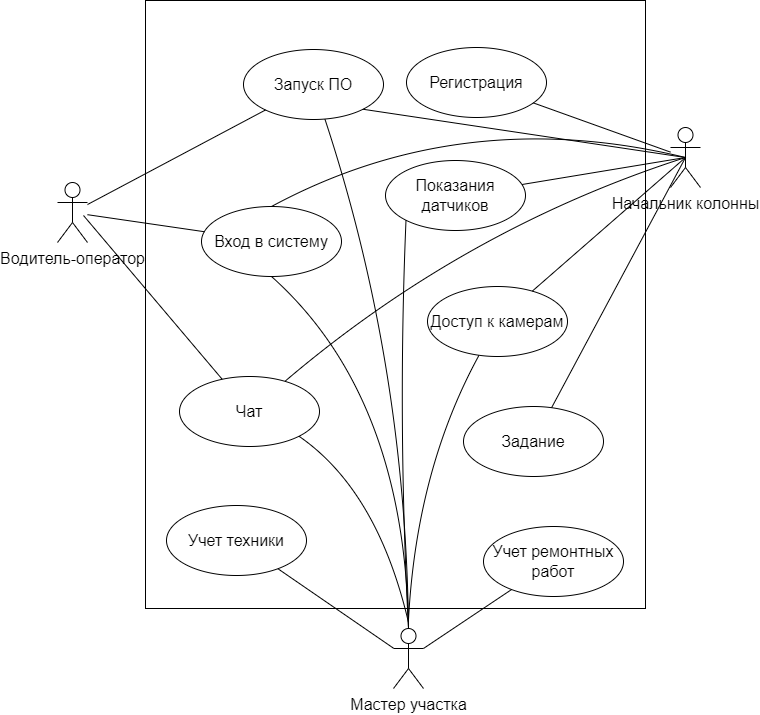 Запуск ПО
Регистрация
Показания
датчиков
Начальник колонны
Вход в систему
Водитель-оператор
Доступ к камерам
Чат
Задание
Учет техники
Учет ремонтных
работ
Мастер участка